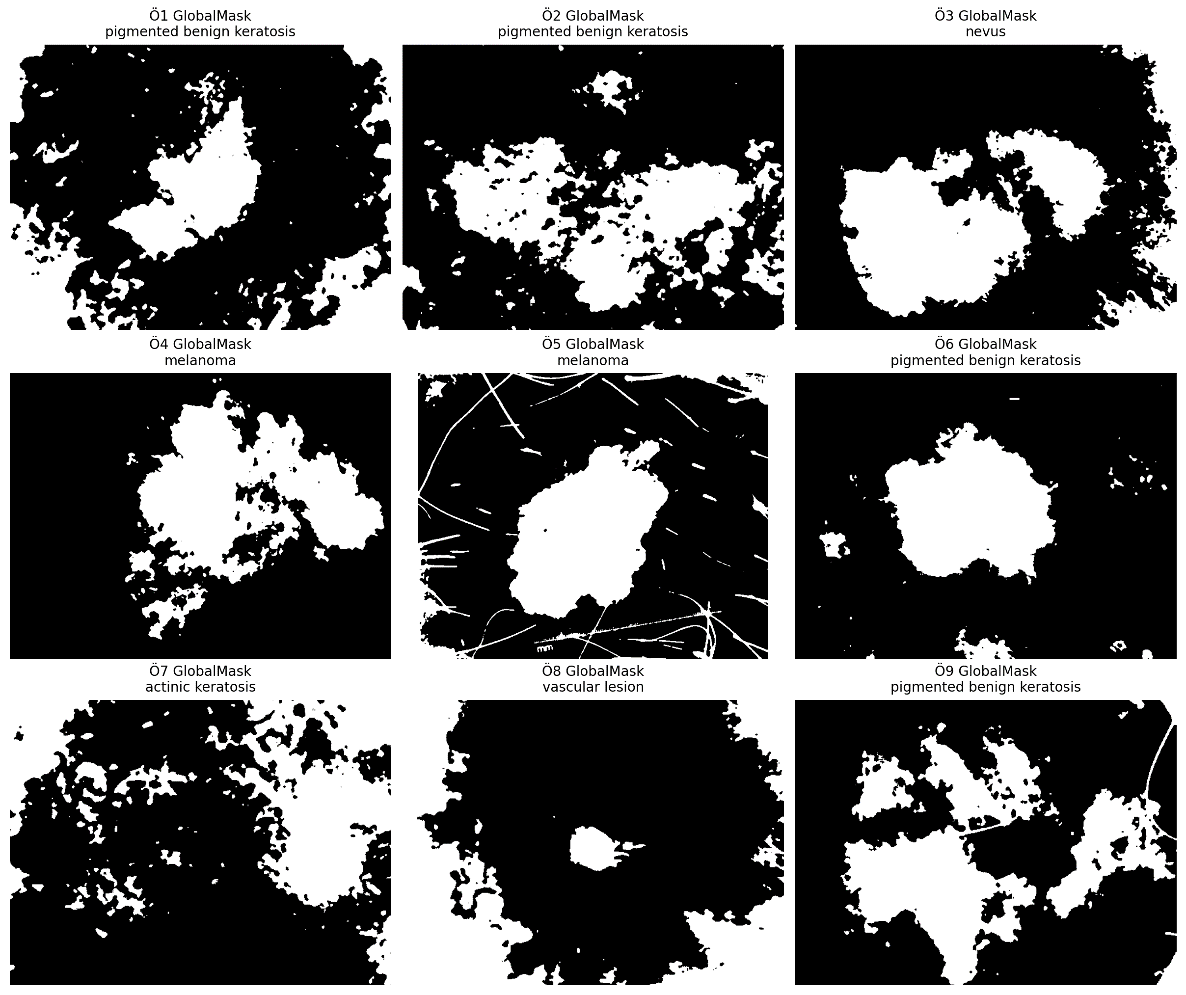 Ö1 GlobalMask
pigmented benign keratosis
Ö2 GlobalMask
pigmented benign keratosis
Ö3 GlobalMask
nevus
Ö4 GlobalMask
melanoma
Ö5 GlobalMask
melanoma
mm
Ö6 GlobalMask
pigmented benign keratosis
Ö7 GlobalMask
actinic keratosis
Ö8 GlobalMask
vascular lesion
Ö9 GlobalMask
pigmented benign keratosis